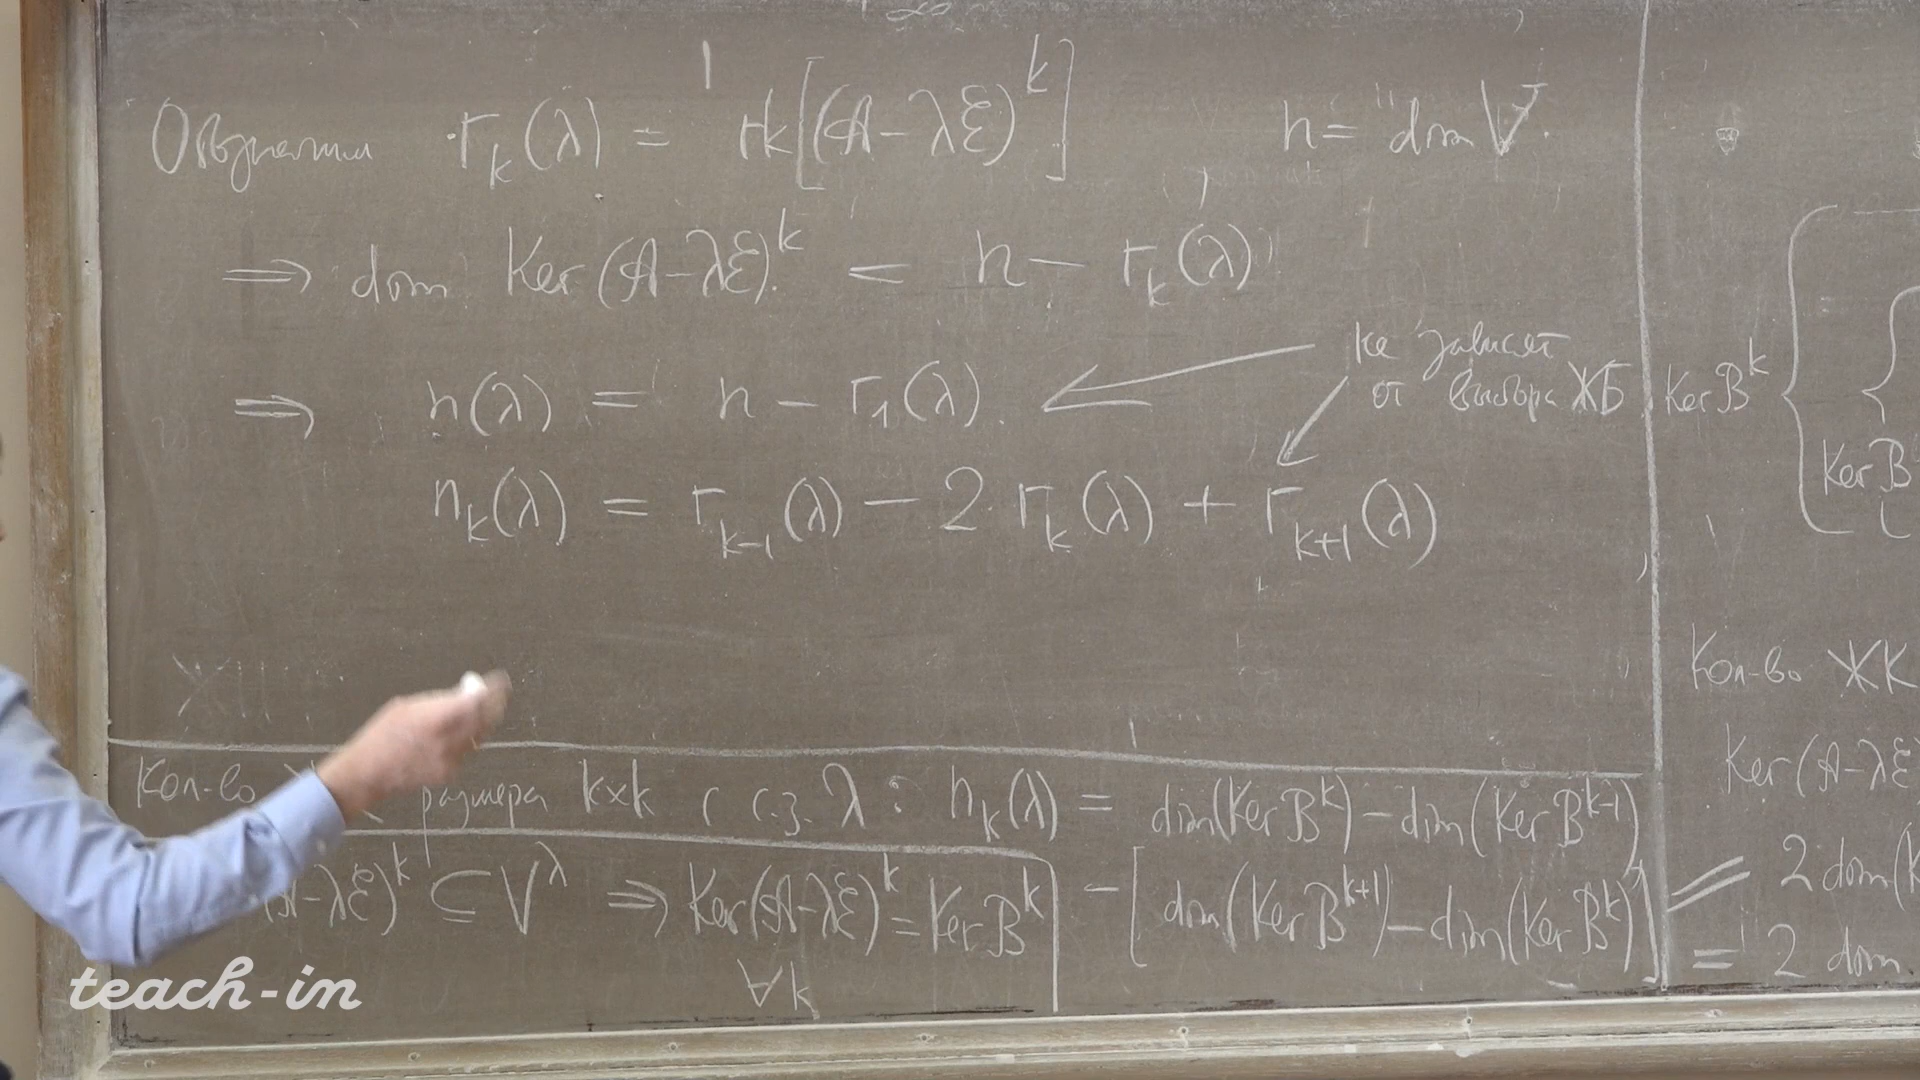 Обозначим r_k(λ) = rk[(𝒜-λℰ)^k] n = dim V
⇒ dim Ker(𝒜-λℰ)^k = n - r_k(λ)
⇒ n(λ) = n - r_1(λ)
не зависят от выбора ЖБ
n_k(λ) = r_{k-1}(λ) - 2 r_k(λ) + r_{k+1}(λ)
Кол-во размера k×k с с.з. λ : n_k(λ) = dim(Ker B^k) - dim(Ker B^{k-1})
- [dim(Ker B^{k+1}) - dim(Ker B^k)]
(𝒜-λℰ)^k ⊆ V^λ ⇒ Ker(𝒜-λℰ)^k = Ker B^k
∀k
Ker B^k {
Ker B
Кол-во ЖК
Ker(𝒜-λℰ)
= 2 dim(
= 2 dim
teach-in